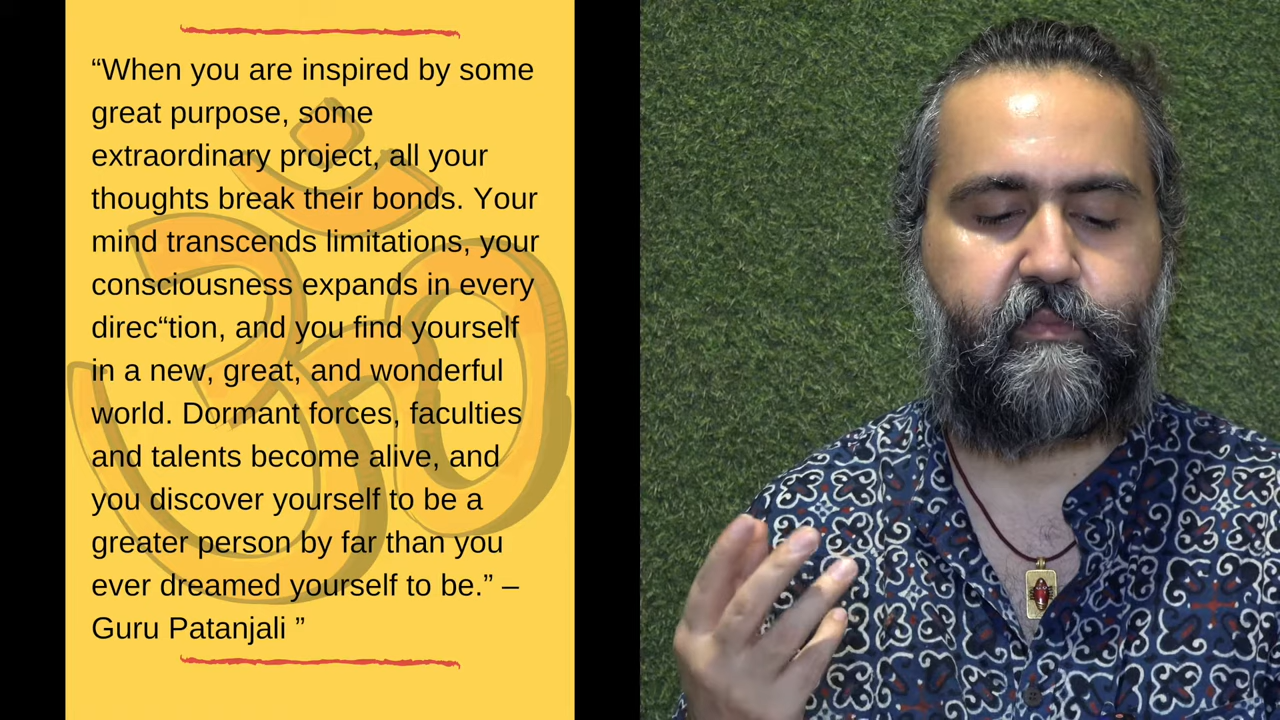 “When you are inspired by some
great purpose, some
extraordinary project, all your
thoughts break their bonds. Your
mind transcends limitations, your
consciousness expands in every
direc“tion, and you find yourself
in a new, great, and wonderful
world. Dormant forces, faculties
and talents become alive, and
you discover yourself to be a
greater person by far than you
ever dreamed yourself to be.” –
Guru Patanjali ”
ॐ